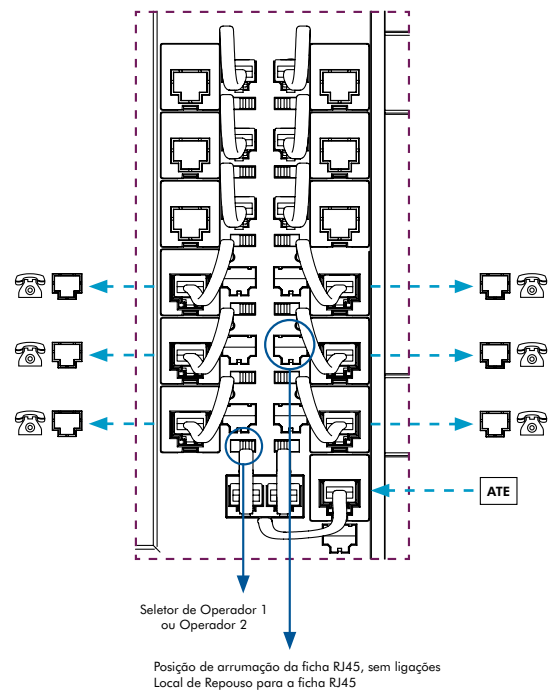 ATE
Seletor de Operador 1
ou Operador 2
Posição de arrumação da ficha RJ45, sem ligações
Local de Repouso para a ficha RJ45